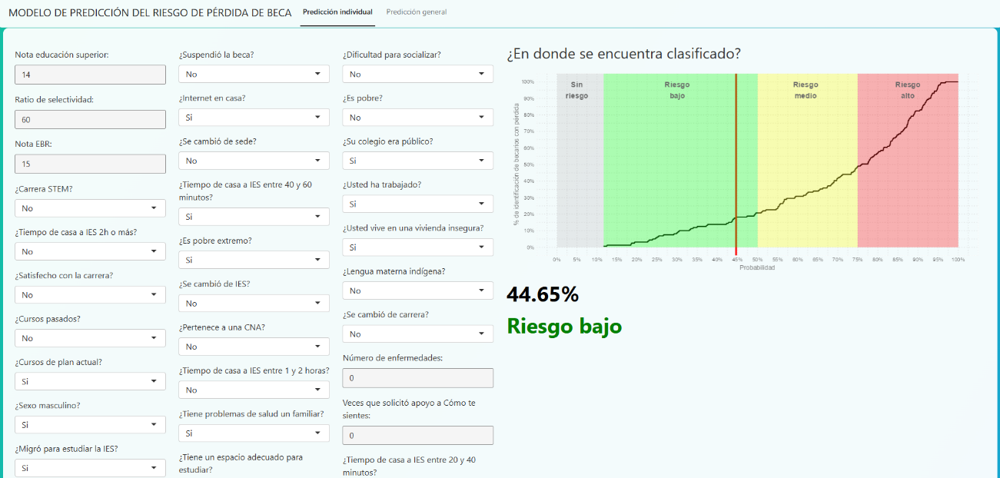 MODELO DE PREDICCIÓN DEL RIESGO DE PÉRDIDA DE BECA
Predicción individual
Predicción general
Nota educación superior:
14
Ratio de selectividad:
60
Nota EBR:
15
¿Carrera STEM?
No
¿Tiempo de casa a IES 2h o más?
No
¿Satisfecho con la carrera?
No
¿Cursos pasados?
No
¿Cursos de plan actual?
Si
¿Sexo masculino?
Si
¿Migró para estudiar la IES?
Si
¿Suspendió la beca?
No
¿Internet en casa?
Si
¿Se cambió de sede?
No
¿Tiempo de casa a IES entre 40 y 60
minutos?
Si
¿Es pobre extremo?
Si
¿Se cambió de IES?
No
¿Pertenece a una CNA?
No
¿Tiempo de casa a IES entre 1 y 2 horas?
No
¿Tiene problemas de salud un familiar?
Si
¿Tiene un espacio adecuado para
estudiar?
¿Dificultad para socializar?
No
¿Es pobre?
No
¿Su colegio era público?
Si
¿Usted ha trabajado?
Si
¿Usted vive en una vivienda insegura?
Si
¿Lengua materna indígena?
No
¿Se cambió de carrera?
No
Número de enfermedades:
0
Veces que solicitó apoyo a Cómo te
sientes:
0
¿Tiempo de casa a IES entre 20 y 40
minutos?
¿En donde se encuentra clasificado?
Sin
riesgo
Riesgo
bajo
Riesgo
medio
Riesgo
alto
% de identificación de becarios con pérdida
100%
90%
80%
70%
60%
50%
40%
30%
20%
10%
0%
0% 5% 10% 15% 20% 25% 30% 35% 40% 45% 50% 55% 60% 65% 70% 75% 80% 85% 90% 95% 100%
Probabilidad
44.65%
Riesgo bajo